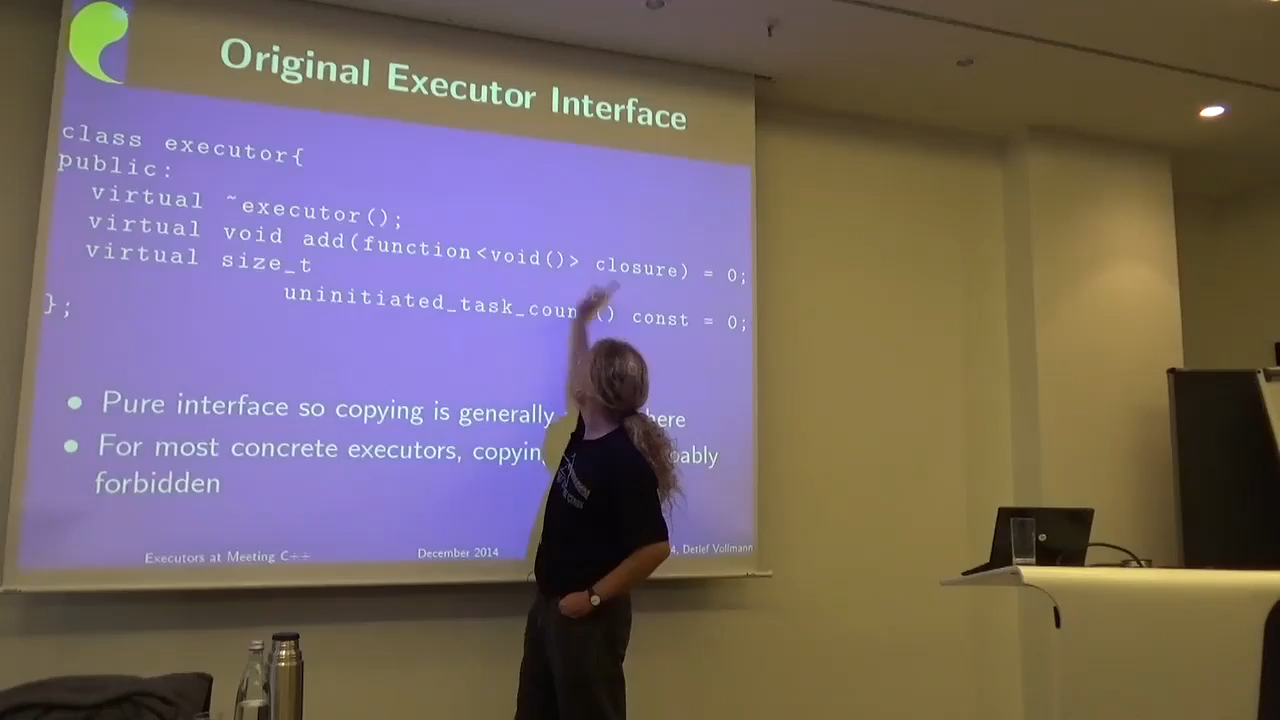 Original Executor Interface
class executor{
public:
virtual ~executor();
virtual void add(function<void()> closure) = 0;
virtual size_t
uninitiated_task_coun () const = 0;
};
Pure interface so copying is generally here
For most concrete executors,
forbidden
Executors at Meeting C++
December 2014
4, Detlef Vollmann